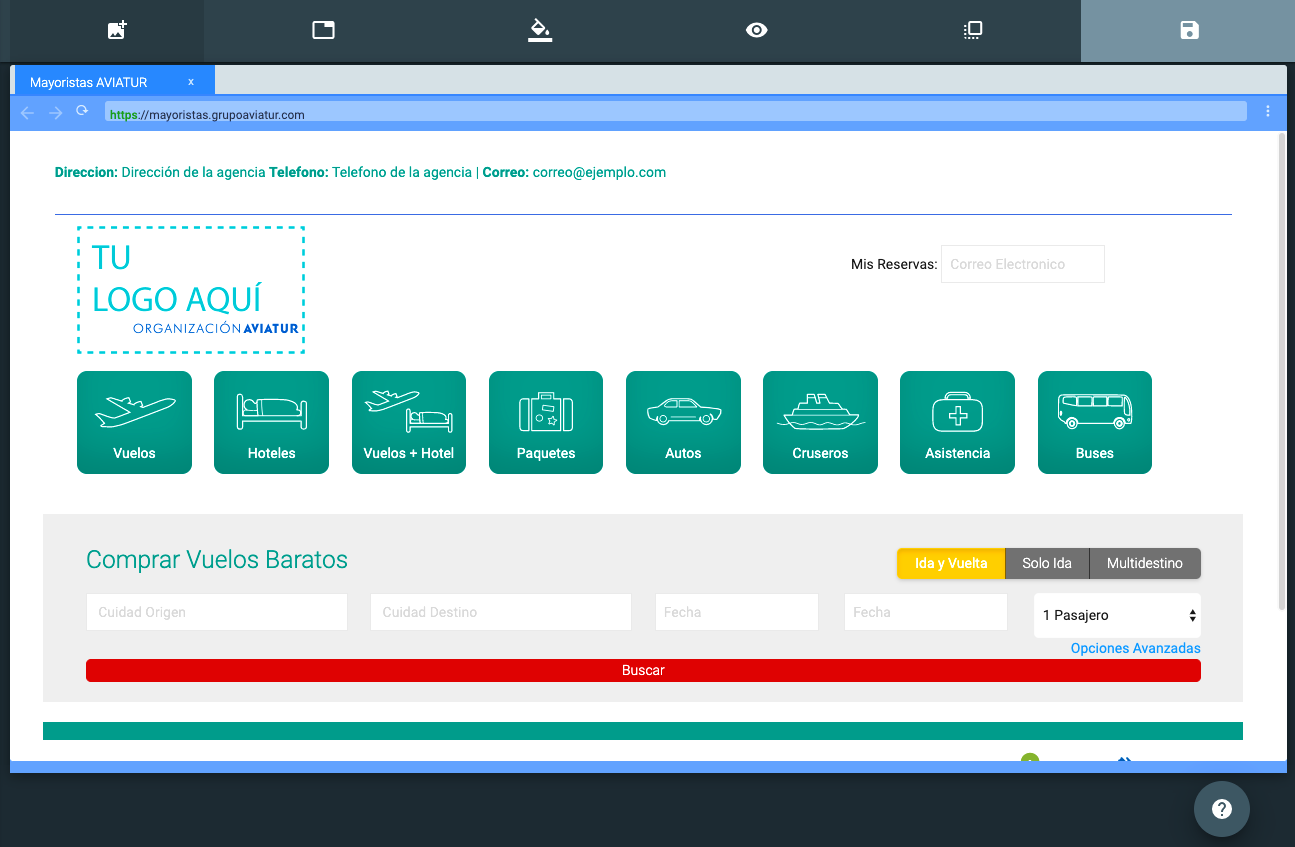 Mayoristas AVIATUR x
https://mayoristas.grupoaviatur.com
Direccion: Dirección de la agencia Telefono: Telefono de la agencia | Correo: correo@ejemplo.com
TU
LOGO AQUÍ
ORGANIZACIÓN AVIATUR
Mis Reservas: Correo Electronico
Vuelos Hoteles Vuelos + Hotel Paquetes Autos Cruseros Asistencia Buses
Comprar Vuelos Baratos
Ida y Vuelta Solo Ida Multidestino
Cuidad Origen Cuidad Destino Fecha Fecha 1 Pasajero
Opciones Avanzadas
Buscar